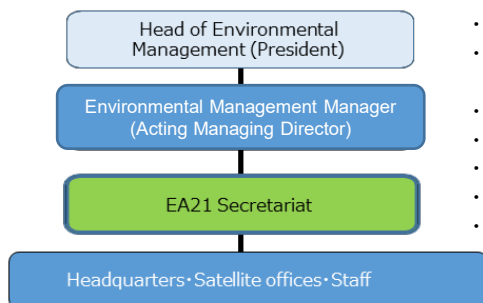 Head of Environmental
Management (President)
Environmental Management Manager
(Acting Managing Director)
EA21 Secretariat
Headquarters･Satellite offices･Staff